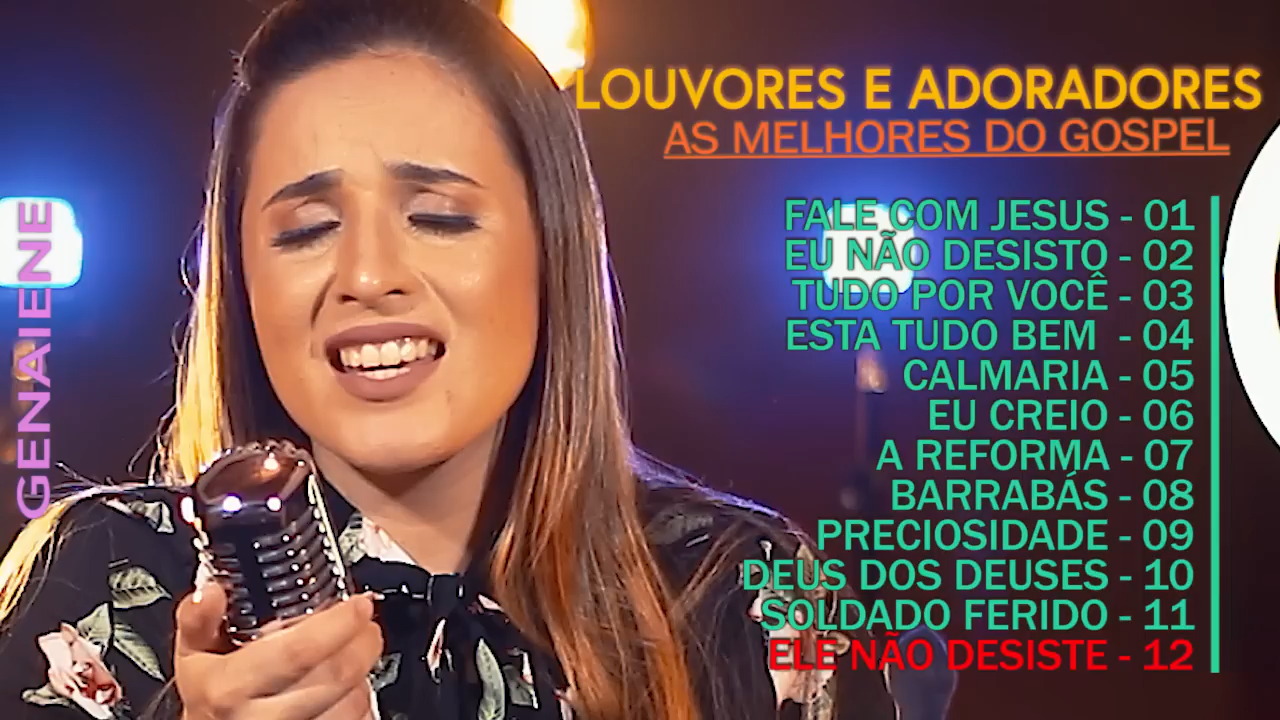 LOUVORES E ADORADORES
AS MELHORES DO GOSPEL
GENAIENE
FALE COM JESUS - 01
EU NÃO DESISTO - 02
TUDO POR VOCÊ - 03
ESTA TUDO BEM - 04
CALMARIA - 05
EU CREIO - 06
A REFORMA - 07
BARRABÁS - 08
PRECIOSIDADE - 09
DEUS DOS DEUSES - 10
SOLDADO FERIDO - 11
ELE NÃO DESISTE - 12